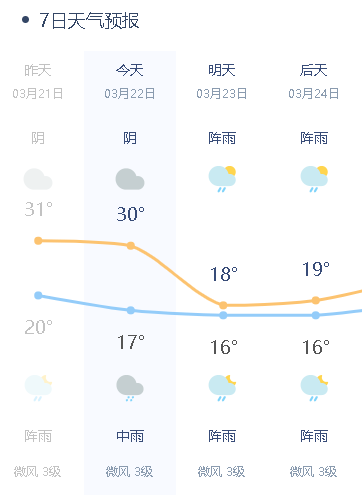 7日天气预报
昨天 今天 明天 后天
03月21日 03月22日 03月23日 03月24日
阴 阴 阵雨 阵雨
31° 30° 18° 19°
20° 17° 16° 16°
阵雨 中雨 阵雨 阵雨
微风 3级 微风 3级 微风 3级 微风 3级